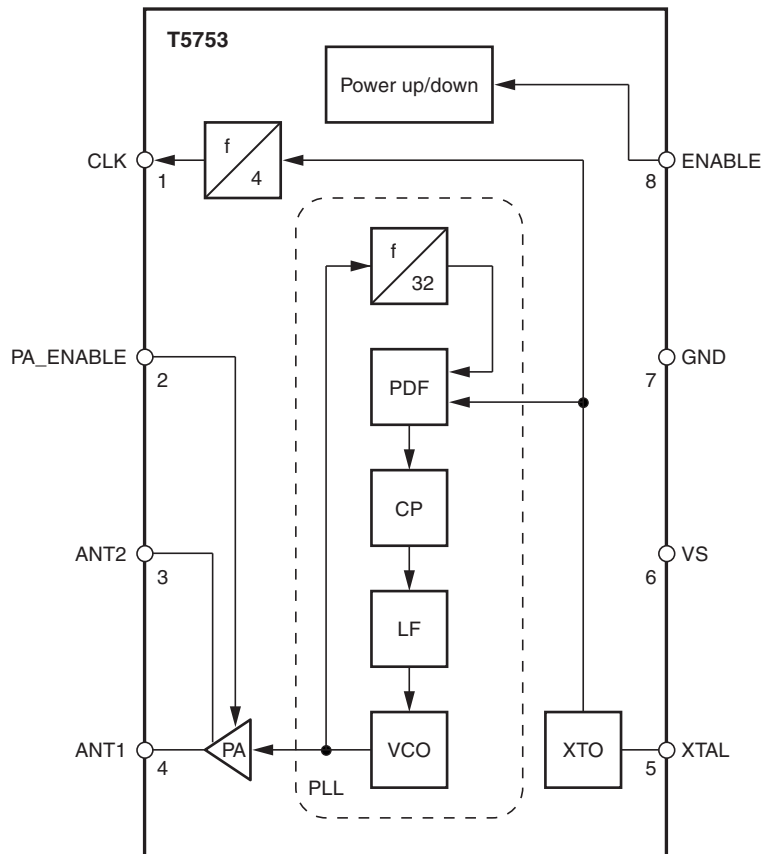 T5753
Power up/down
CLK
1
f
4
ENABLE
8
f
32
PA_ENABLE
2
PDF
GND
7
CP
ANT2
3
VS
6
LF
ANT1
4
PA
VCO
XTO
XTAL
5
PLL